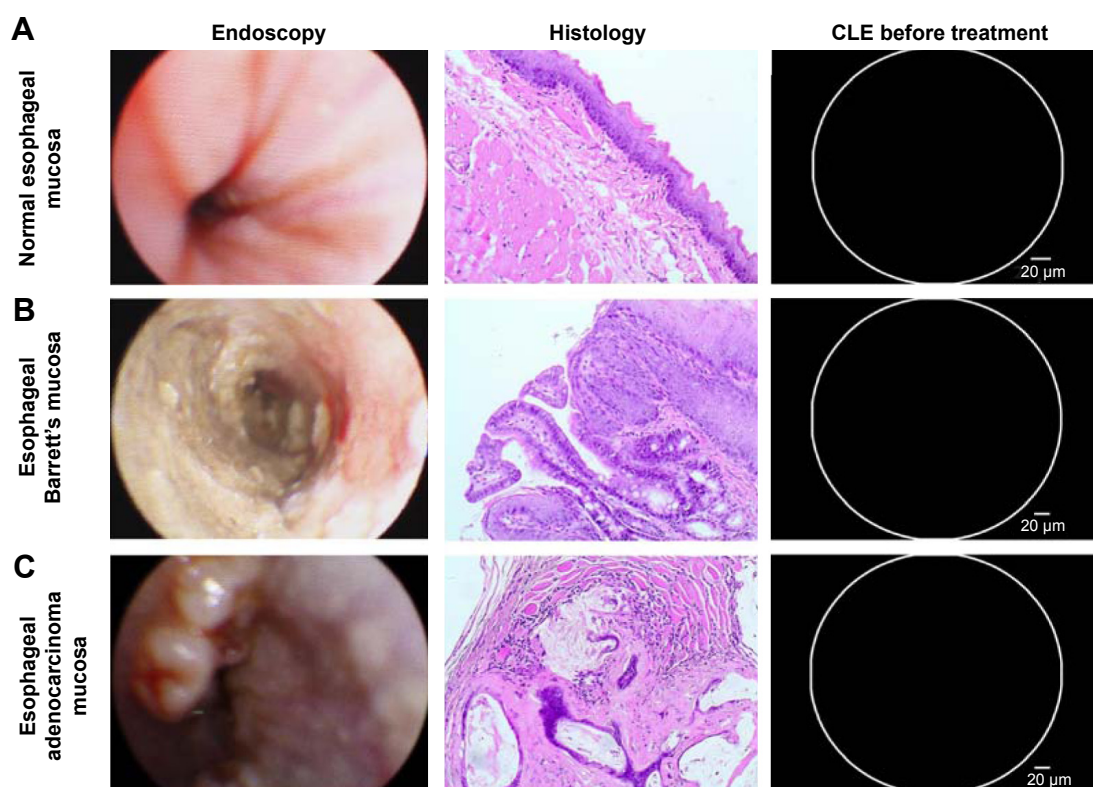 A
Endoscopy
Histology
CLE before treatment
Normal esophageal
mucosa
20 µm
B
Esophageal
Barrett’s mucosa
20 µm
C
Esophageal
adenocarcinoma
mucosa
20 µm